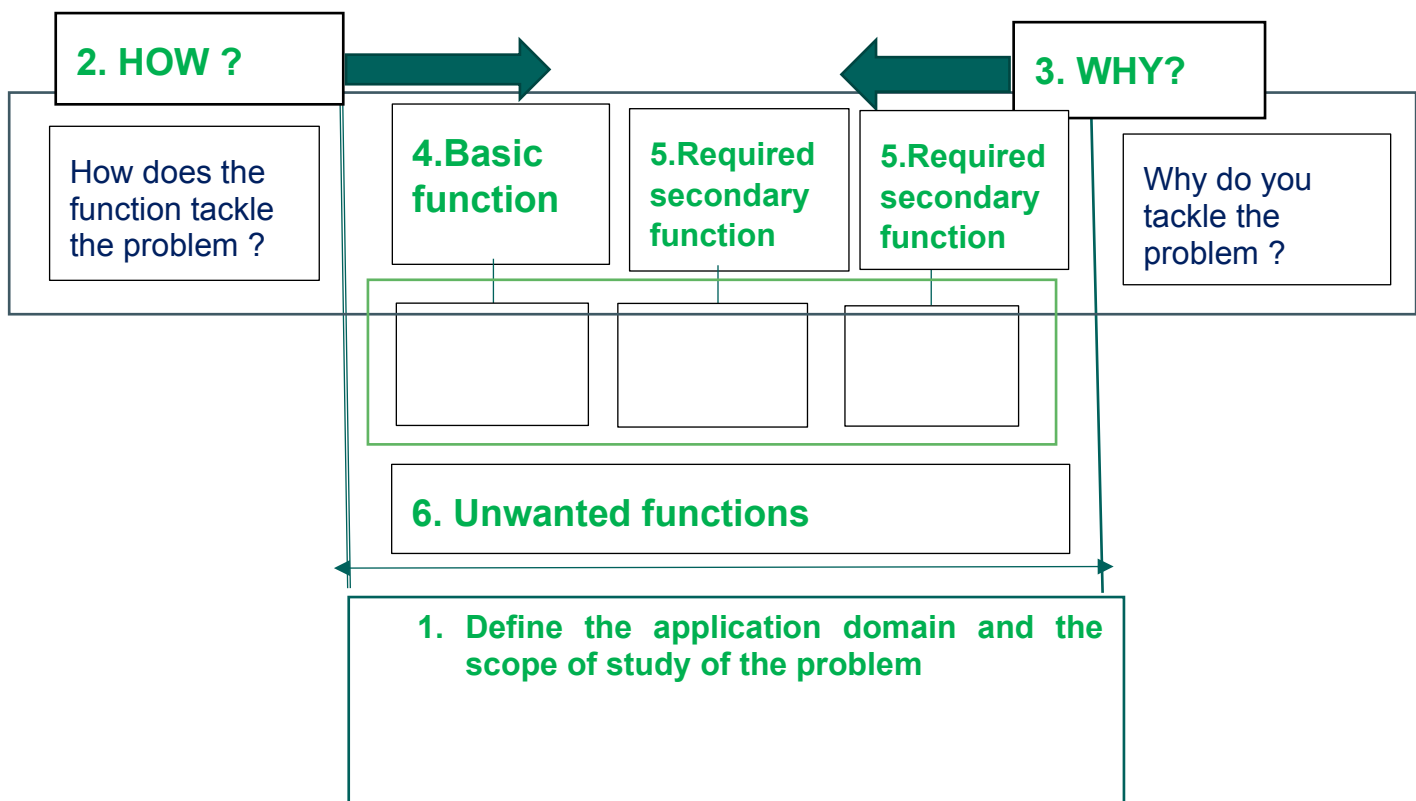 2. HOW ?
3. WHY?
How does the
function tackle
the problem ?
4.Basic
function
5.Required
secondary
function
5.Required
secondary
function
Why do you
tackle the
problem ?
6. Unwanted functions
1. Define the application domain and the
scope of study of the problem